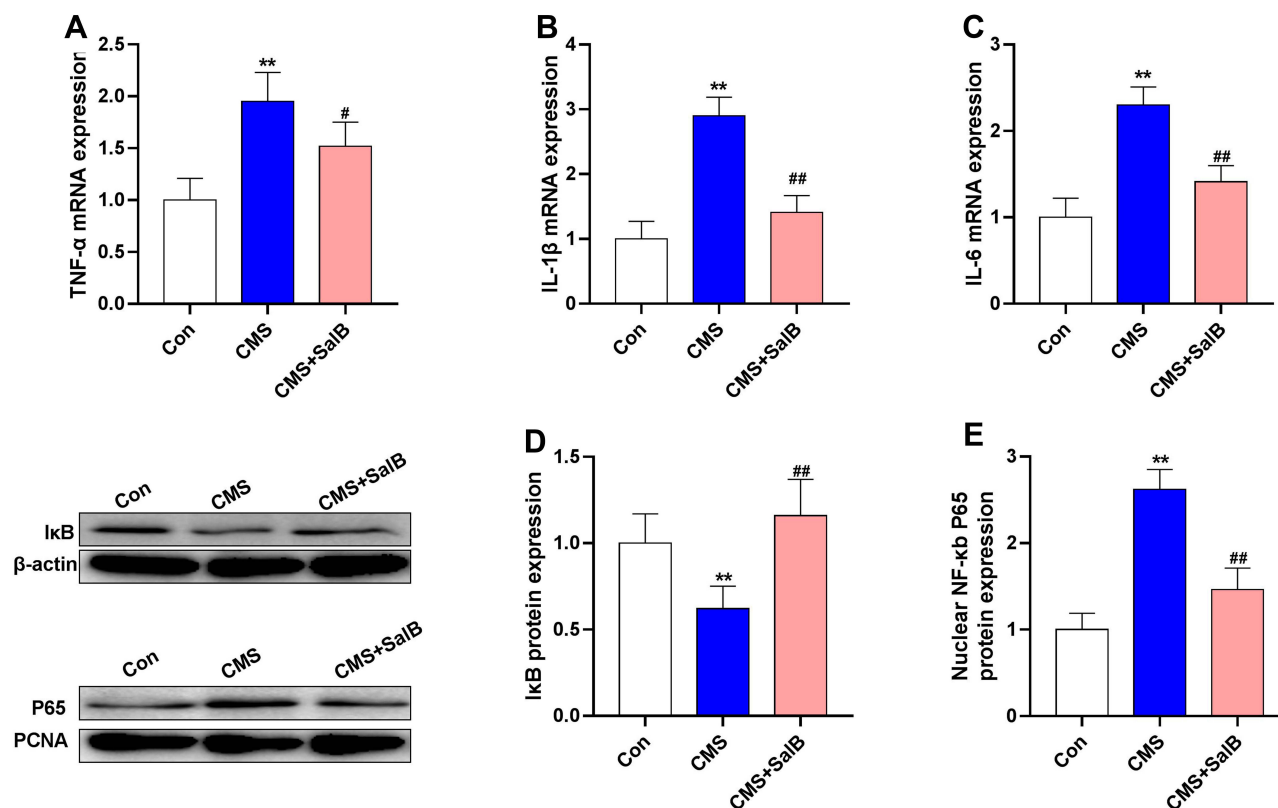 A
TNF-α mRNA expression
2.5
2.0
1.5
1.0
0.5
0.0
**
#
Con
CMS
CMS+SalB
B
IL-1β mRNA expression
4
3
2
1
0
**
##
Con
CMS
CMS+SalB
C
IL-6 mRNA expression
3
2
1
0
**
##
Con
CMS
CMS+SalB
Con
CMS
CMS+SalB
IκB
β-actin
Con
CMS
CMS+SalB
P65
PCNA
D
IκB protein expression
1.5
1.0
0.5
0.0
**
##
Con
CMS
CMS+SalB
E
Nuclear NF-κb P65
protein expression
3
2
1
0
**
##
Con
CMS
CMS+SalB